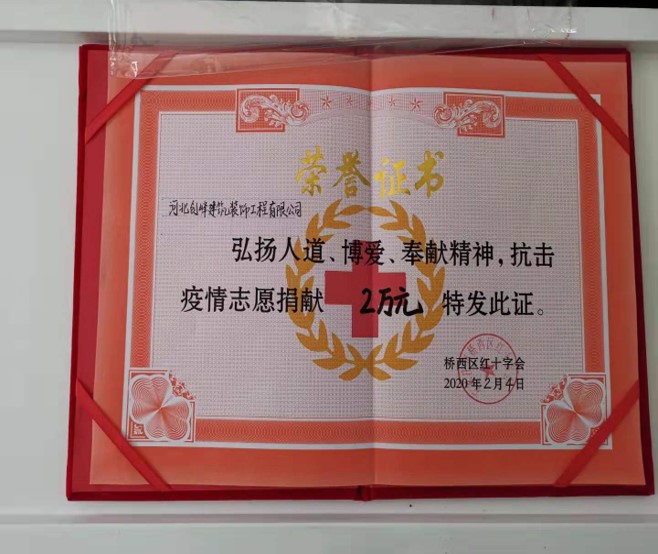 荣誉证书
河北创峰建筑装饰工程有限公司
弘扬人道、博爱、奉献精神，抗击
疫情志愿捐献 2万元 特发此证。
桥西区红十字会
2020年2月4日